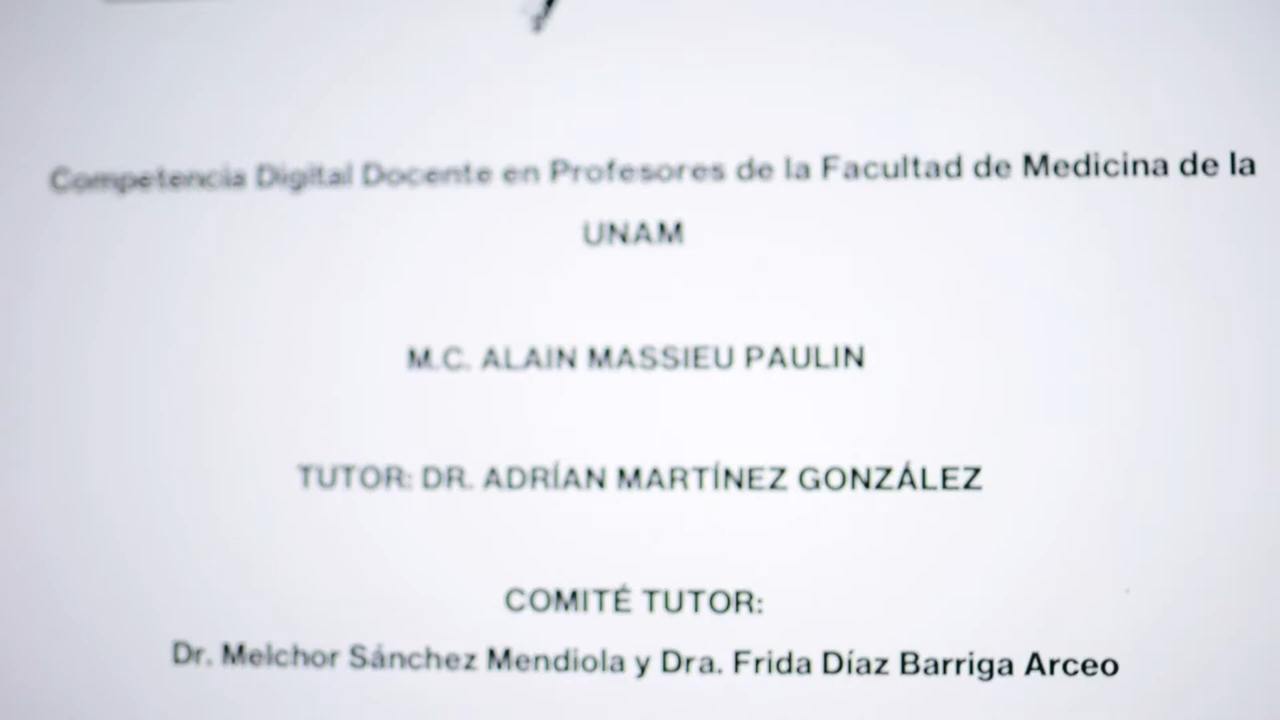 Competencia Digital Docente en Profesores de la Facultad de Medicina de la
UNAM
M.C. ALAIN MASSIEU PAULIN
TUTOR: DR. ADRÍAN MARTÍNEZ GONZÁLEZ
COMITÉ TUTOR:
Dr. Melchor Sánchez Mendiola y Dra. Frida Díaz Barriga Arceo